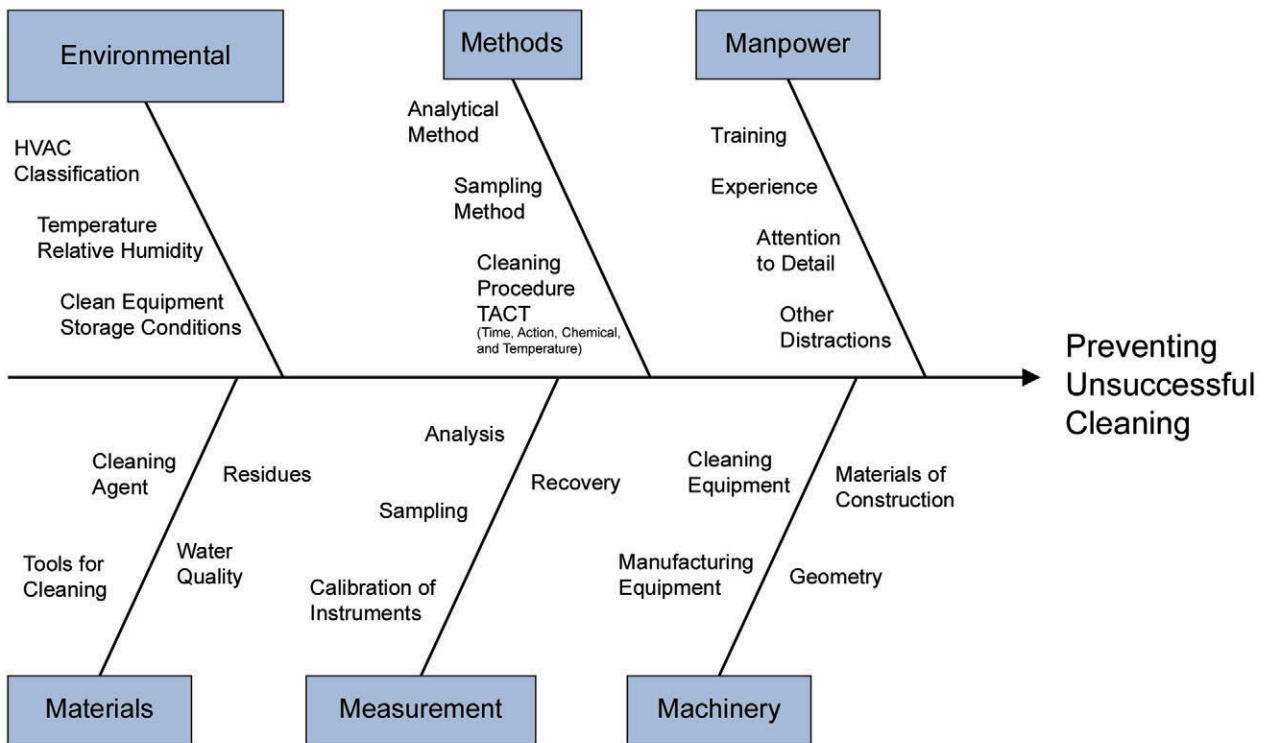 Environmental
Methods
Manpower
HVAC
Classification
Temperature
Relative Humidity
Clean Equipment
Storage Conditions
Analytical
Method
Sampling
Method
Cleaning
Procedure
TACT
(Time, Action, Chemical,
and Temperature)
Training
Experience
Attention
to Detail
Other
Distractions
Preventing
Unsuccessful
Cleaning
Cleaning
Agent
Residues
Tools for
Cleaning
Water
Quality
Analysis
Recovery
Sampling
Calibration of
Instruments
Cleaning
Equipment
Materials of
Construction
Manufacturing
Equipment
Geometry
Materials
Measurement
Machinery